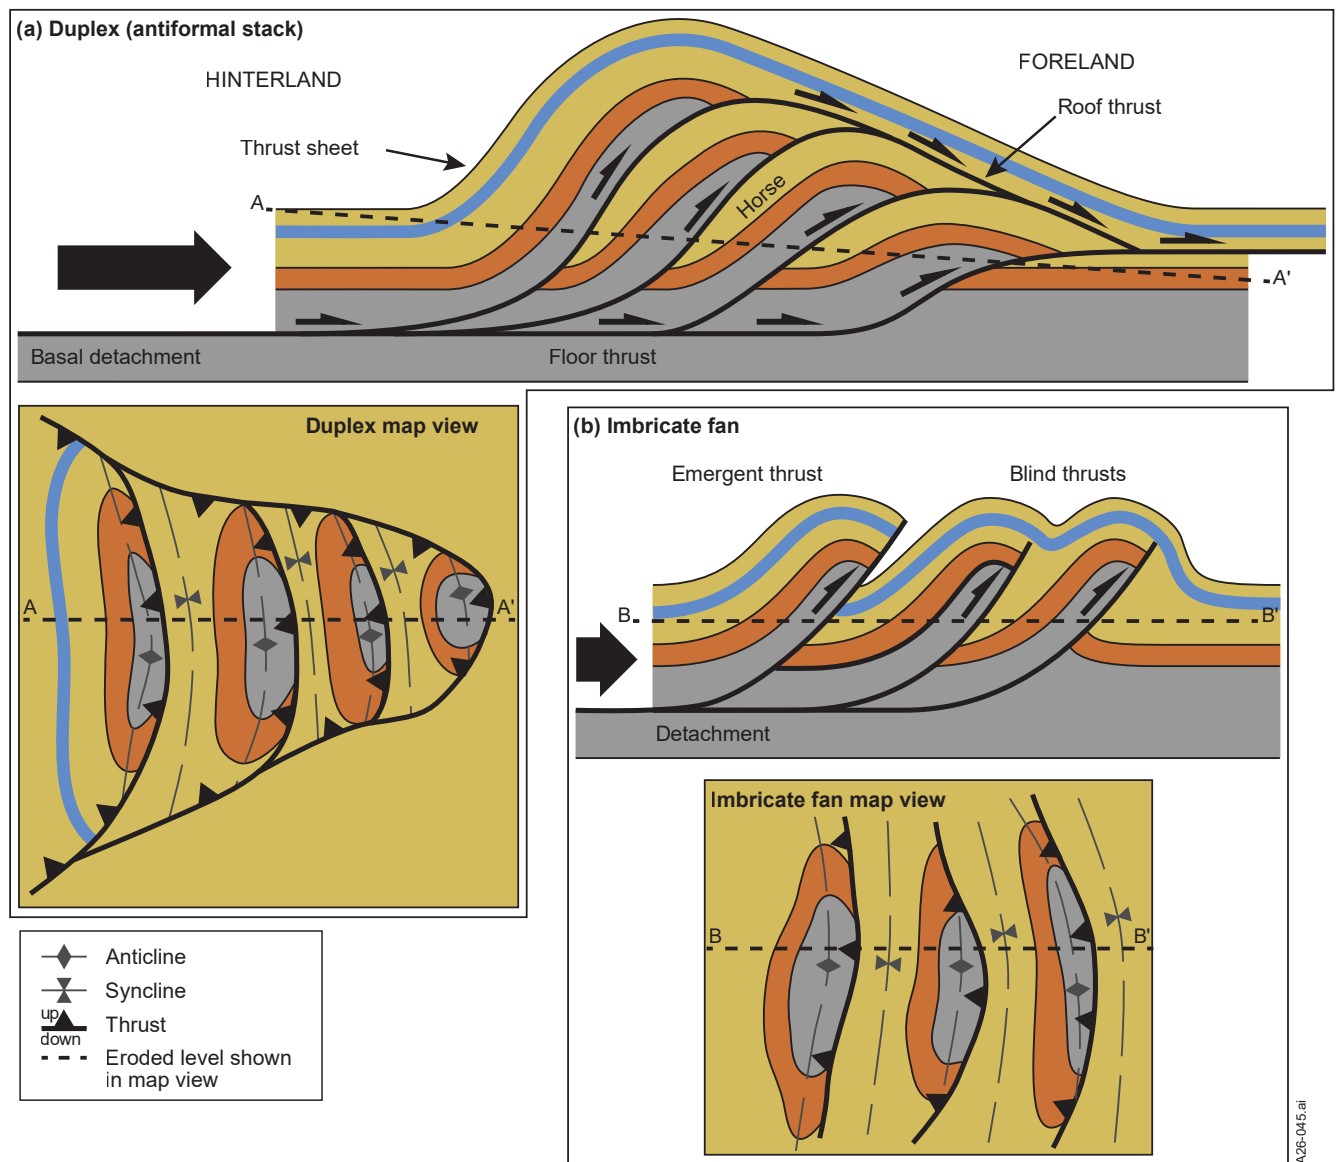 (a) Duplex (antiformal stack)
HINTERLAND
FORELAND
Roof thrust
Thrust sheet
Horse
A
A'
Basal detachment
Floor thrust
Duplex map view
A
A'
(b) Imbricate fan
Emergent thrust
Blind thrusts
B
B'
Detachment
Imbricate fan map view
B
B'
Anticline
Syncline
up
Thrust
down
Eroded level shown
in map view
A26-045.ai